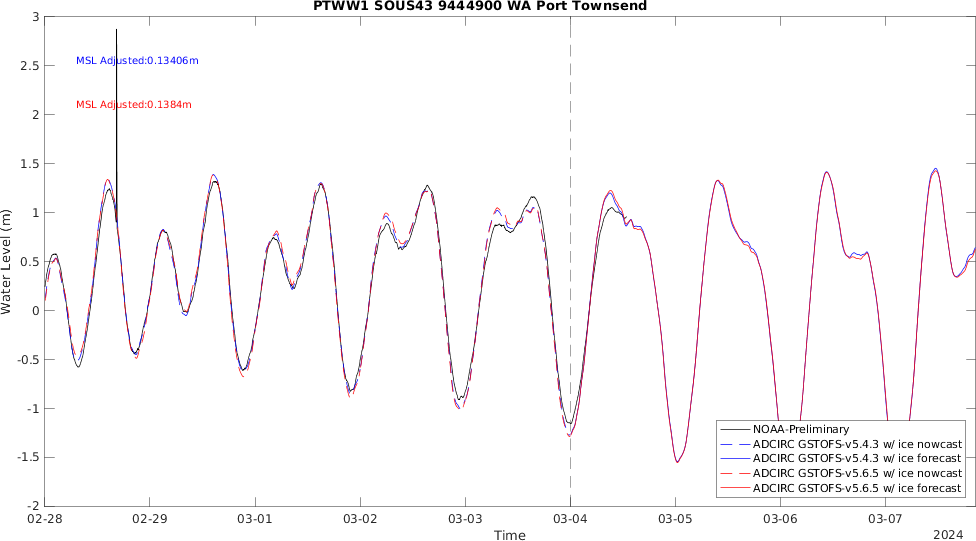 PTWW1 SOUS43 9444900 WA Port Townsend
3
2.5
2
1.5
1
0.5
0
-0.5
-1
-1.5
-2
Water Level (m)
MSL Adjusted:0.13406m
MSL Adjusted:0.1384m
NOAA-Preliminary
ADCIRC GSTOFS-v5.4.3 w/ ice nowcast
ADCIRC GSTOFS-v5.4.3 w/ ice forecast
ADCIRC GSTOFS-v5.6.5 w/ ice nowcast
ADCIRC GSTOFS-v5.6.5 w/ ice forecast
02-28 02-29 03-01 03-02 03-03 03-04 03-05 03-06 03-07
Time
2024